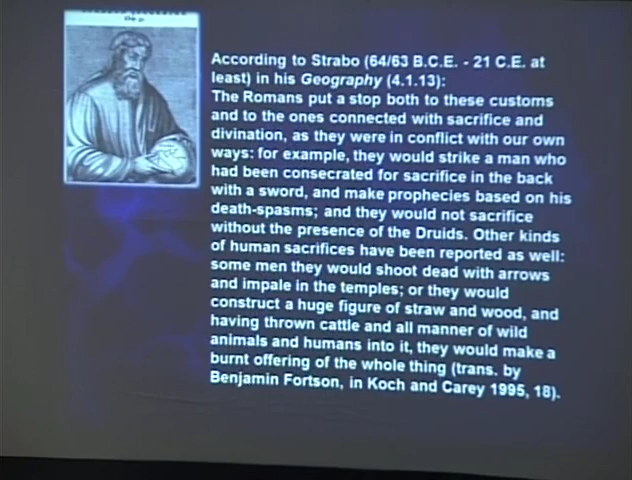 According to Strabo (64/63 B.C.E. - 21 C.E. at
least) in his Geography (4.1.13):
The Romans put a stop both to these customs
and to the ones connected with sacrifice and
divination, as they were in conflict with our own
ways: for example, they would strike a man who
had been consecrated for sacrifice in the back
with a sword, and make prophecies based on his
death-spasms; and they would not sacrifice
without the presence of the Druids. Other kinds
of human sacrifices have been reported as well:
some men they would shoot dead with arrows
and impale in the temples; or they would
construct a huge figure of straw and wood, and
having thrown cattle and all manner of wild
animals and humans into it, they would make a
burnt offering of the whole thing (trans. by
Benjamin Fortson, in Koch and Carey 1995, 18).